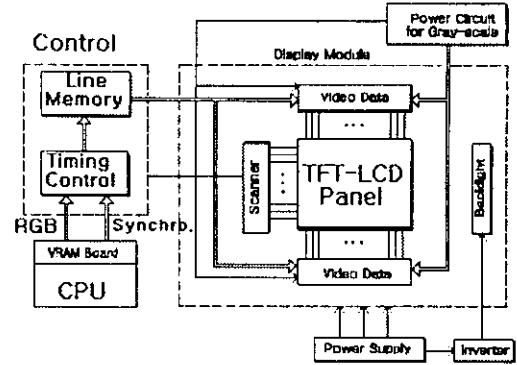 Power Circuit
for Gray-scale
Control
Display Module
Line
Memory
Video Data
Timing
Control
Scanner
TFT-LCD
Panel
Backlight
RGB
Synchro.
VRAM Board
CPU
Video Data
Power Supply
Inverter